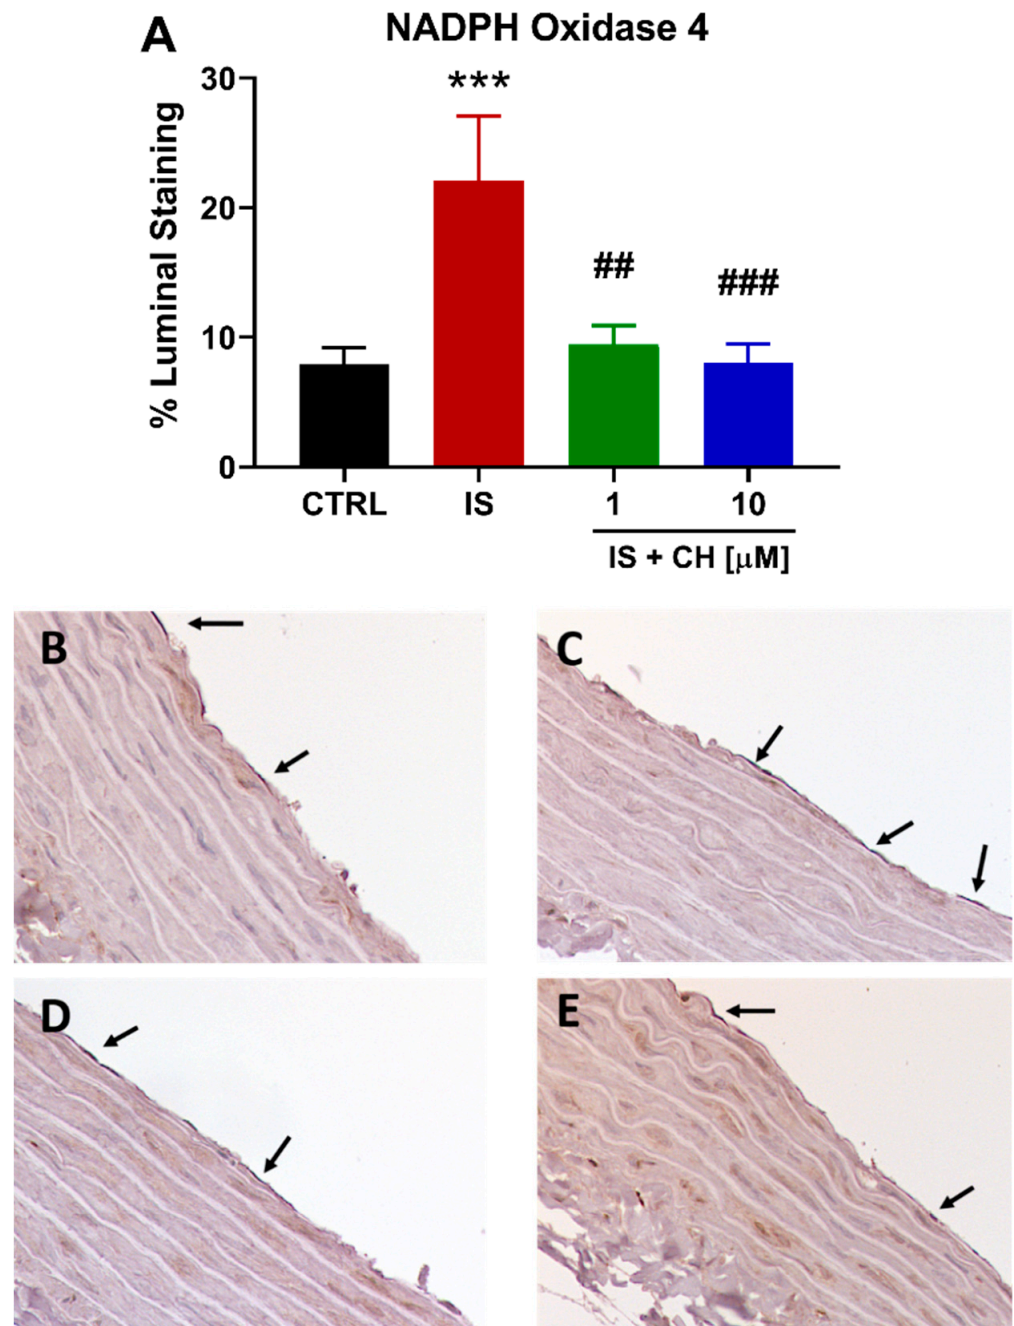 A
NADPH Oxidase 4
% Luminal Staining
30
20
10
0
***
##
###
CTRL
IS
1
10
IS + CH [μM]
B
C
D
E